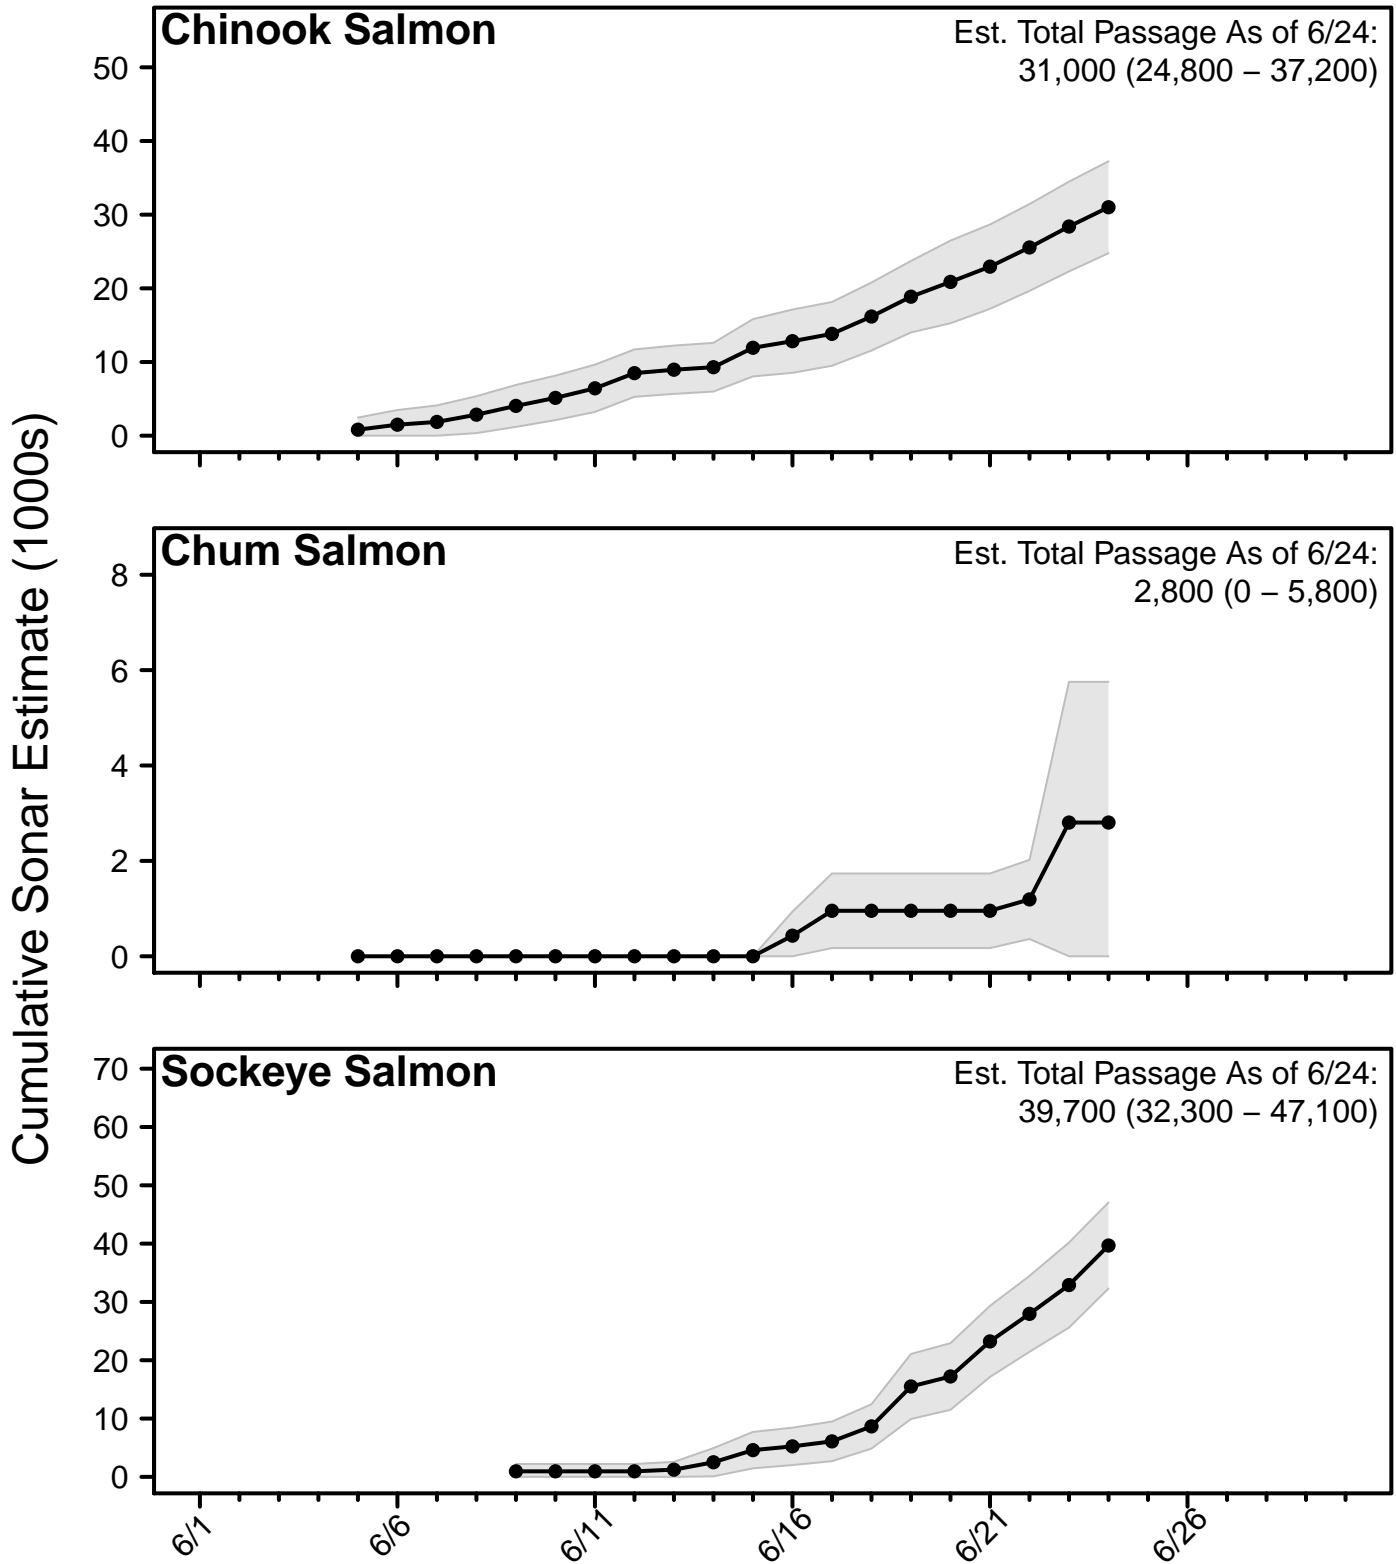 Cumulative Sonar Estimate (1000s)
Chinook Salmon
Est. Total Passage As of 6/24:
31,000 (24,800 – 37,200)
50
40
30
20
10
0
Chum Salmon
Est. Total Passage As of 6/24:
2,800 (0 – 5,800)
8
6
4
2
0
Sockeye Salmon
Est. Total Passage As of 6/24:
39,700 (32,300 – 47,100)
70
60
50
40
30
20
10
0
6/1
6/6
6/11
6/16
6/21
6/26